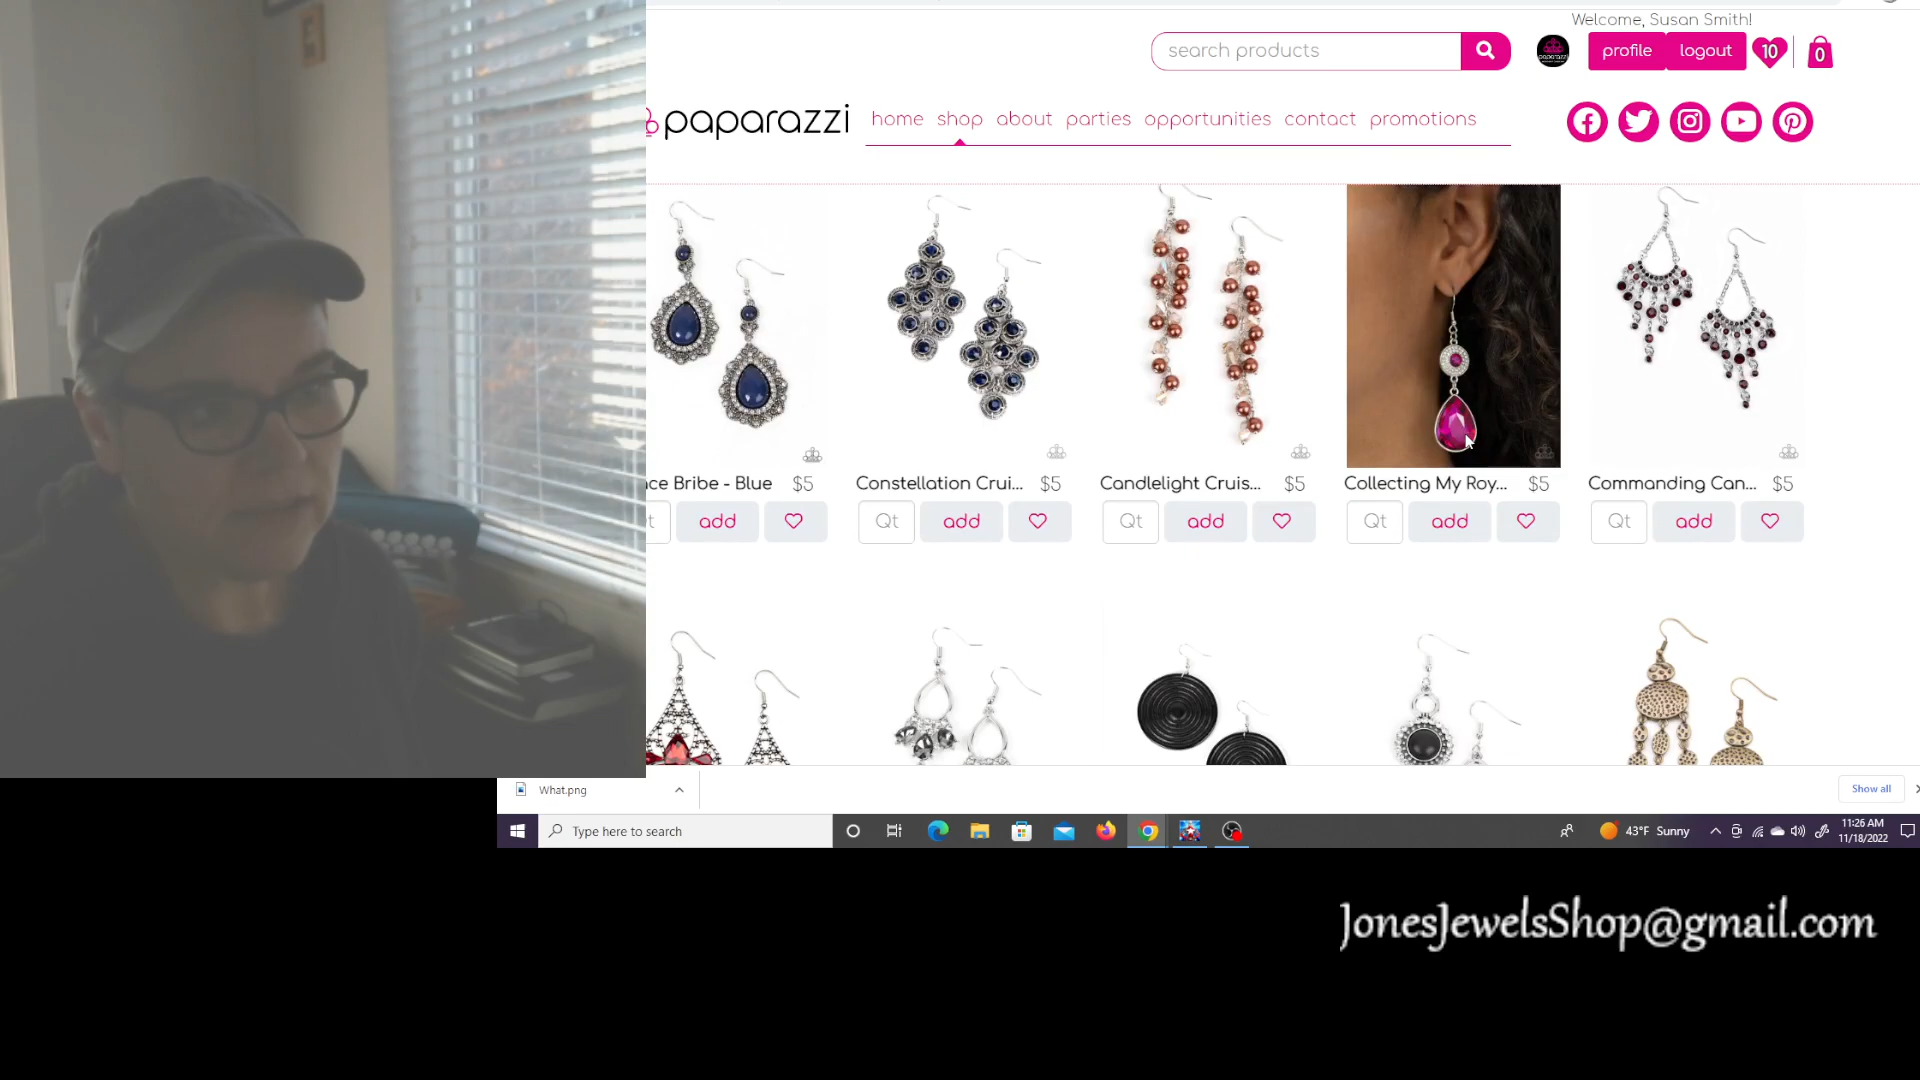 Welcome, Susan Smith!
search products
profile
logout
10
0
paparazzi
home shop about parties opportunities contact promotions
ce Bribe - Blue $5
Constellation Crui... $5
Candlelight Cruis... $5
Collecting My Roy... $5
Commanding Can... $5
add
Qt add
Qt add
Qt add
Qt add
What.png
Show all
Type here to search
43°F Sunny
11:26 AM
11/18/2022
JonesJewelsShop@gmail.com